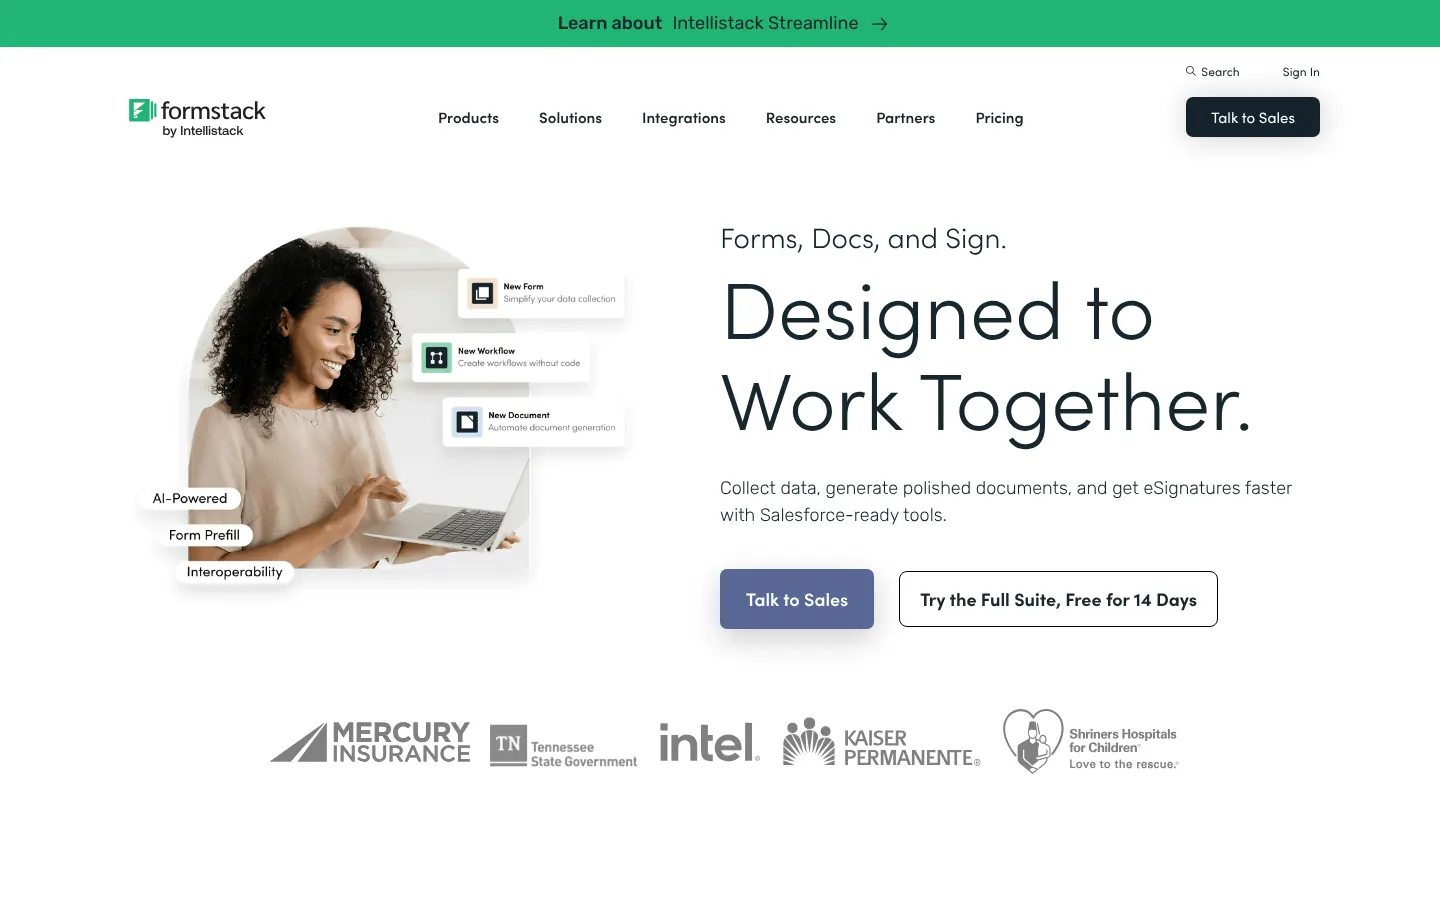 Learn about Intellistack Streamline →
Search
Sign In
formstack
by Intellistack
Products
Solutions
Integrations
Resources
Partners
Pricing
Talk to Sales
New Form
Simplify your data collection
New Workflow
Create workflows without code
New Document
Automate document generation
AI-Powered
Form Prefill
Interoperability
Forms, Docs, and Sign.
Designed to
Work Together.
Collect data, generate polished documents, and get eSignatures faster
with Salesforce-ready tools.
Talk to Sales
Try the Full Suite, Free for 14 Days
MERCURY
INSURANCE
TN
Tennessee
State Government
intel®
KAISER
PERMANENTE®
Shriners Hospitals
for Children™
Love to the rescue.®